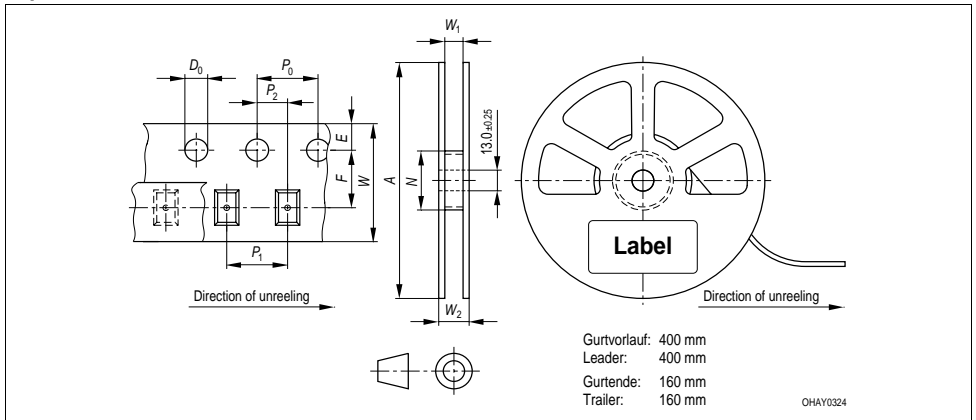 W1
D0
P0
P2
E
F
W
A
N
13.0±0.25
P1
W2
Label
Direction of unreeling
Direction of unreeling
Gurtvorlauf: 400 mm
Leader: 400 mm
Gurtende: 160 mm
Trailer: 160 mm
OHAY0324